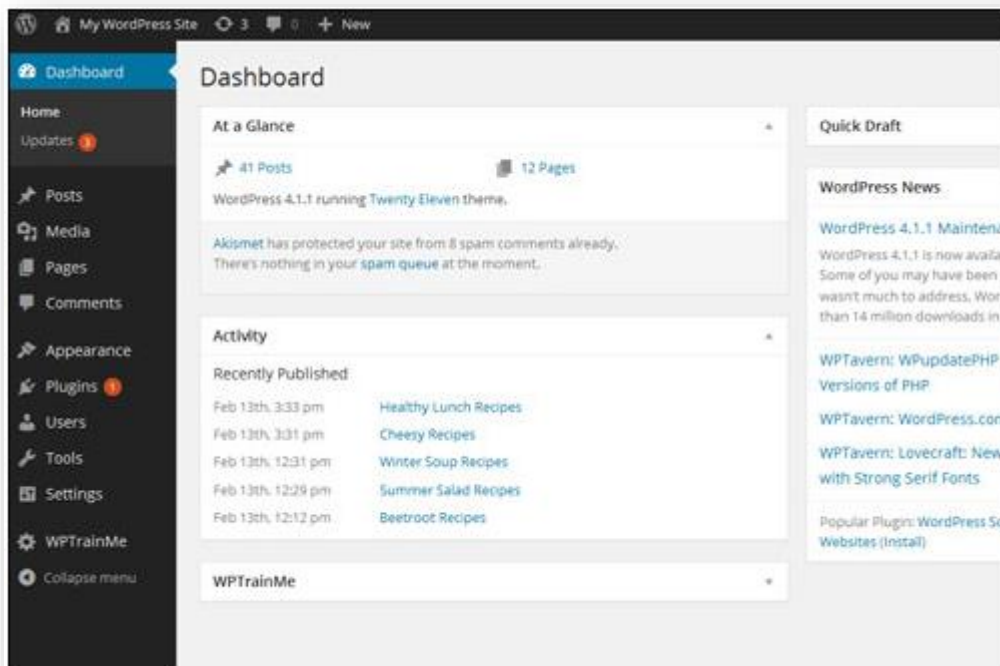 My WordPress Site 3 0 + New
Dashboard
Home
Updates 3
Posts
Media
Pages
Comments
Appearance
Plugins 1
Users
Tools
Settings
WPTrainMe
Collapse menu
Dashboard
At a Glance
41 Posts 12 Pages
WordPress 4.1.1 running Twenty Eleven theme.
Akismet has protected your site from 8 spam comments already.
There's nothing in your spam queue at the moment.
Activity
Recently Published
Feb 13th, 3:33 pm Healthy Lunch Recipes
Feb 13th, 3:31 pm Cheesy Recipes
Feb 13th, 12:31 pm Winter Soup Recipes
Feb 13th, 12:29 pm Summer Salad Recipes
Feb 13th, 12:12 pm Beetroot Recipes
WPTrainMe
Quick Draft
WordPress News
WordPress 4.1.1 Maintena
WordPress 4.1.1 is now availa
Some of you may have been
wasn't much to address, Wor
than 14 million downloads in
WPTavern: WPupdatePHP
Versions of PHP
WPTavern: WordPress.com
WPTavern: Lovecraft: New
with Strong Serif Fonts
Popular Plugin: WordPress Se
Websites (Install)